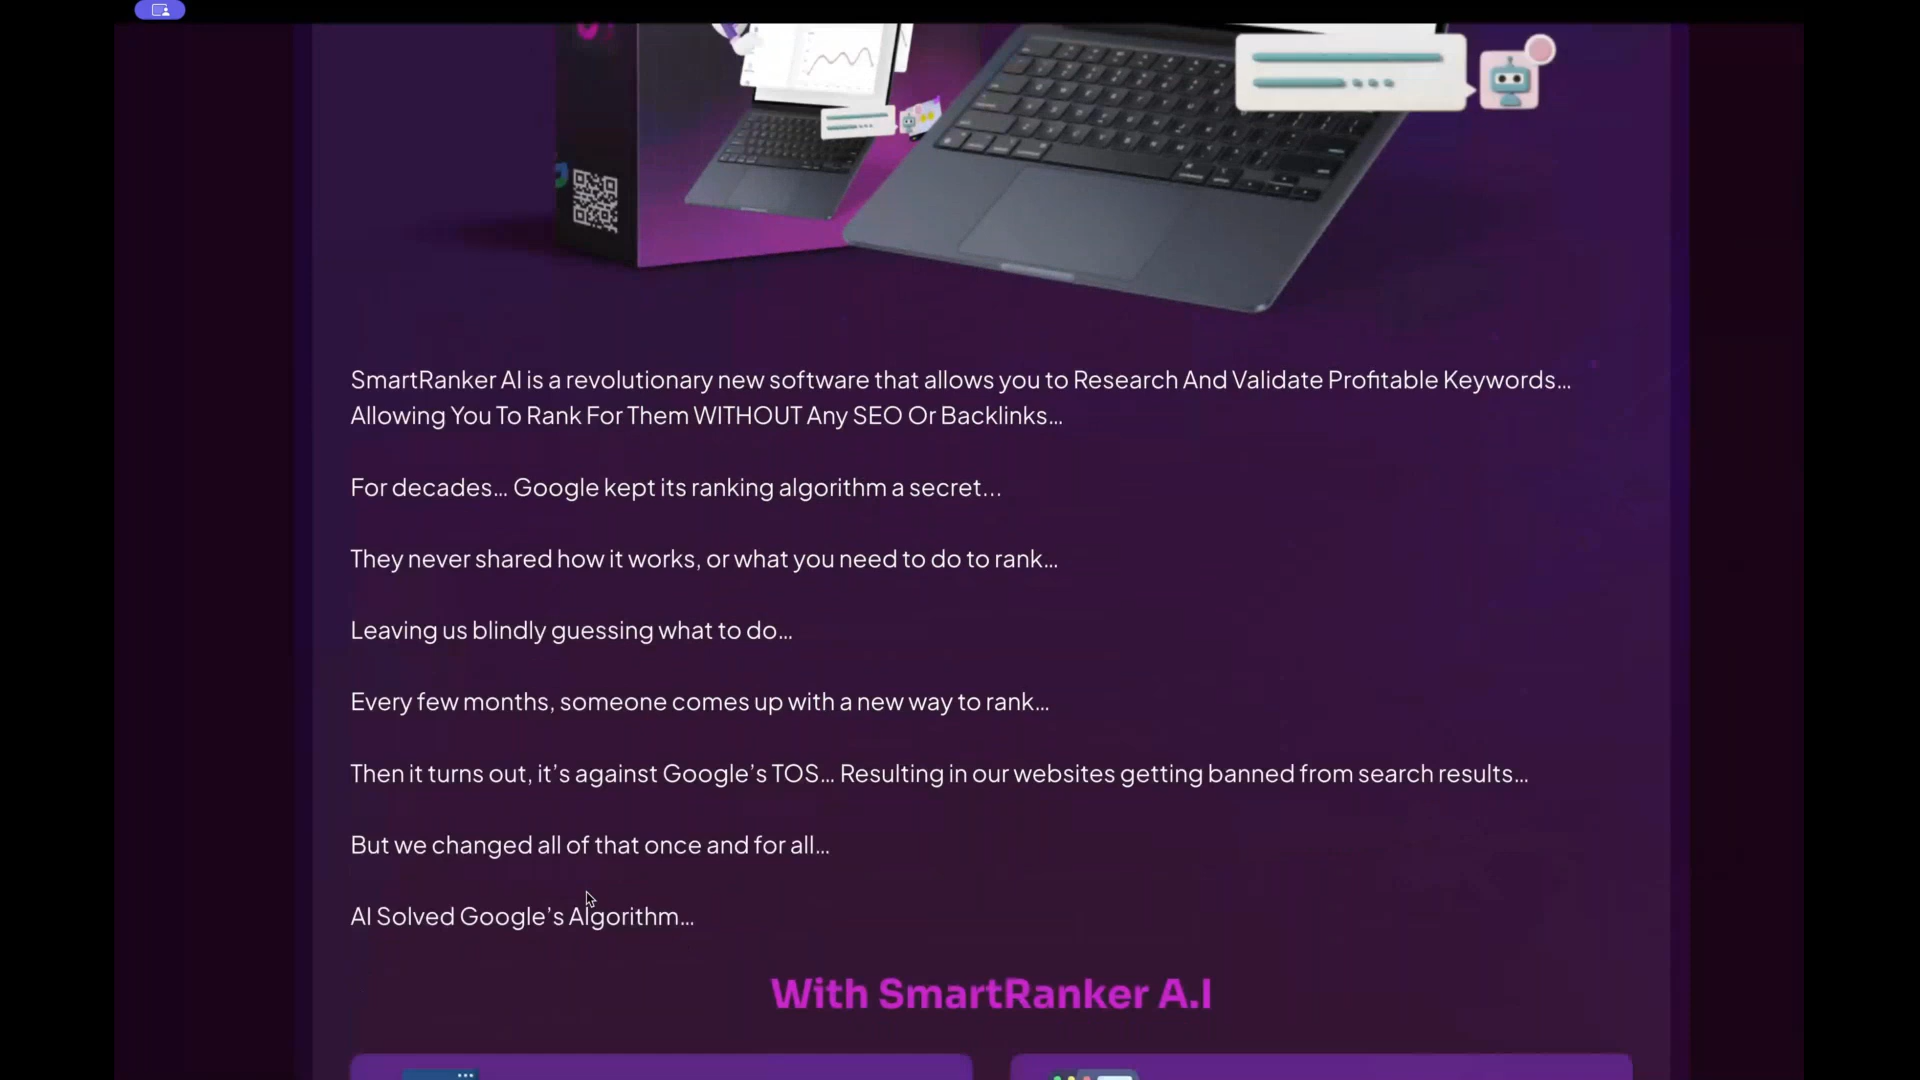 SmartRanker AI is a revolutionary new software that allows you to Research And Validate Profitable Keywords...
Allowing You To Rank For Them WITHOUT Any SEO Or Backlinks...
For decades... Google kept its ranking algorithm a secret...
They never shared how it works, or what you need to do to rank...
Leaving us blindly guessing what to do...
Every few months, someone comes up with a new way to rank...
Then it turns out, it’s against Google’s TOS... Resulting in our websites getting banned from search results...
But we changed all of that once and for all...
AI Solved Google’s Algorithm...
With SmartRanker A.I